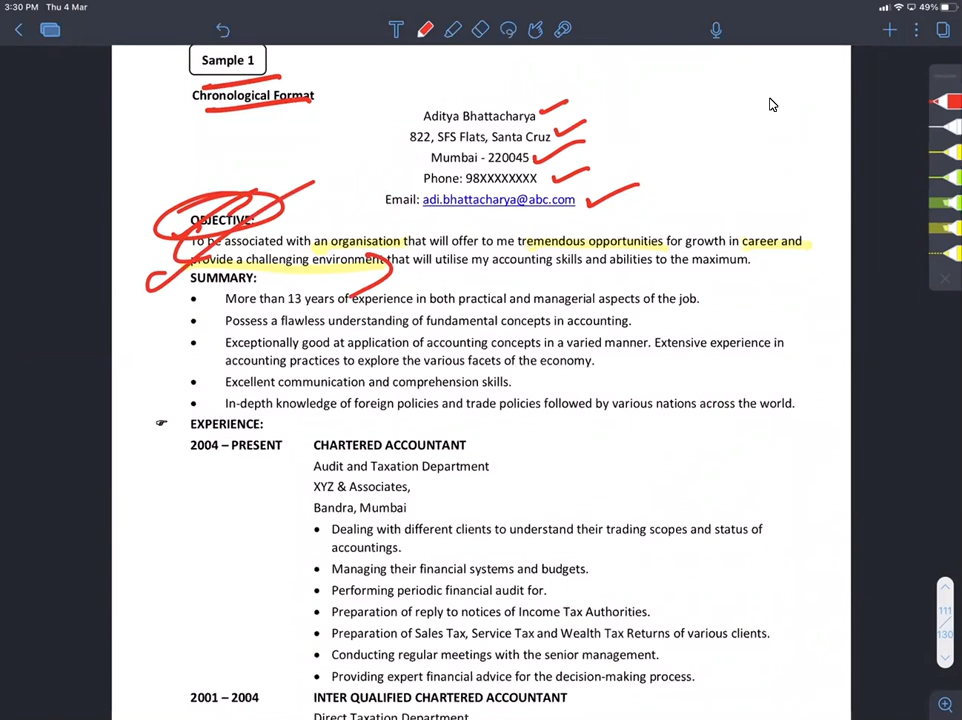 3:30 PM Thu 4 Mar
49%
Sample 1
Chronological Format
Aditya Bhattacharya
822, SFS Flats, Santa Cruz
Mumbai - 220045
Phone: 98XXXXXXXX
Email: adi.bhattacharya@abc.com
OBJECTIVE:
To be associated with an organisation that will offer to me tremendous opportunities for growth in career and
provide a challenging environment that will utilise my accounting skills and abilities to the maximum.
SUMMARY:
• More than 13 years of experience in both practical and managerial aspects of the job.
• Possess a flawless understanding of fundamental concepts in accounting.
• Exceptionally good at application of accounting concepts in a varied manner. Extensive experience in
accounting practices to explore the various facets of the economy.
• Excellent communication and comprehension skills.
• In-depth knowledge of foreign policies and trade policies followed by various nations across the world.
EXPERIENCE:
2004 – PRESENT CHARTERED ACCOUNTANT
Audit and Taxation Department
XYZ & Associates,
Bandra, Mumbai
• Dealing with different clients to understand their trading scopes and status of
accountings.
• Managing their financial systems and budgets.
• Performing periodic financial audit for.
• Preparation of reply to notices of Income Tax Authorities.
• Preparation of Sales Tax, Service Tax and Wealth Tax Returns of various clients.
• Conducting regular meetings with the senior management.
• Providing expert financial advice for the decision-making process.
2001 – 2004 INTER QUALIFIED CHARTERED ACCOUNTANT
Direct Taxation Department
111
130